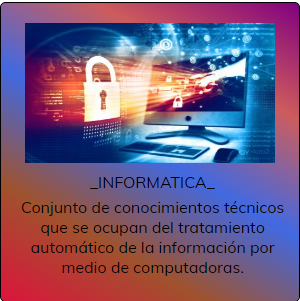 _INFORMATICA_
Conjunto de conocimientos técnicos
que se ocupan del tratamiento
automático de la información por
medio de computadoras.